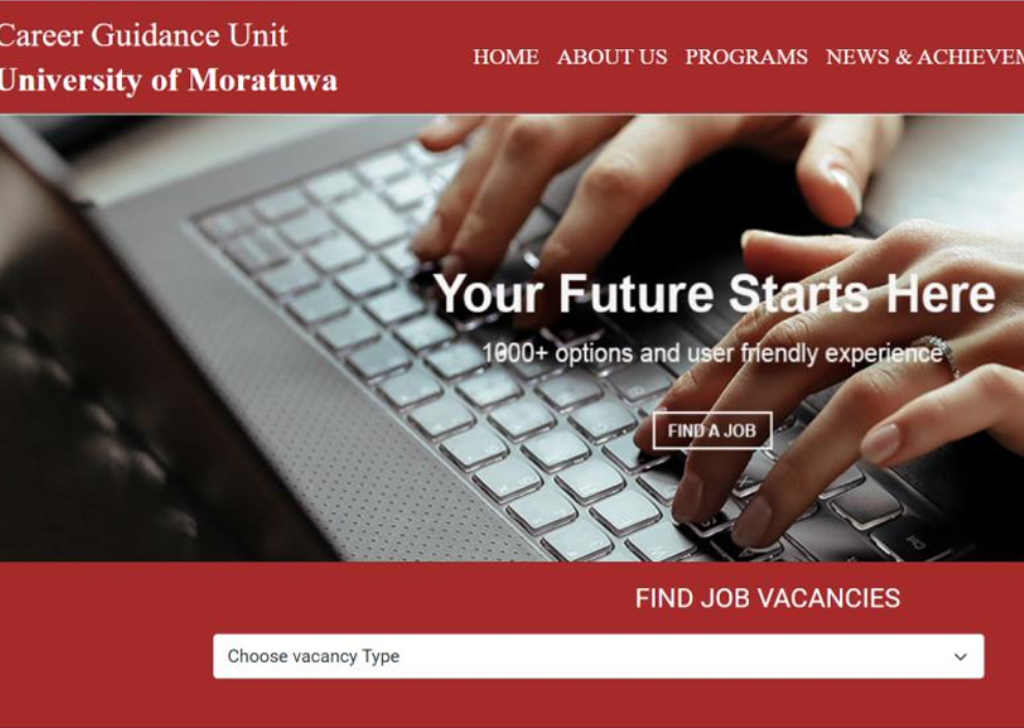 Career Guidance Unit
University of Moratuwa
HOME ABOUT US PROGRAMS NEWS & ACHIEVEM
Your Future Starts Here
1000+ options and user friendly experience
FIND A JOB
FIND JOB VACANCIES
Choose vacancy Type